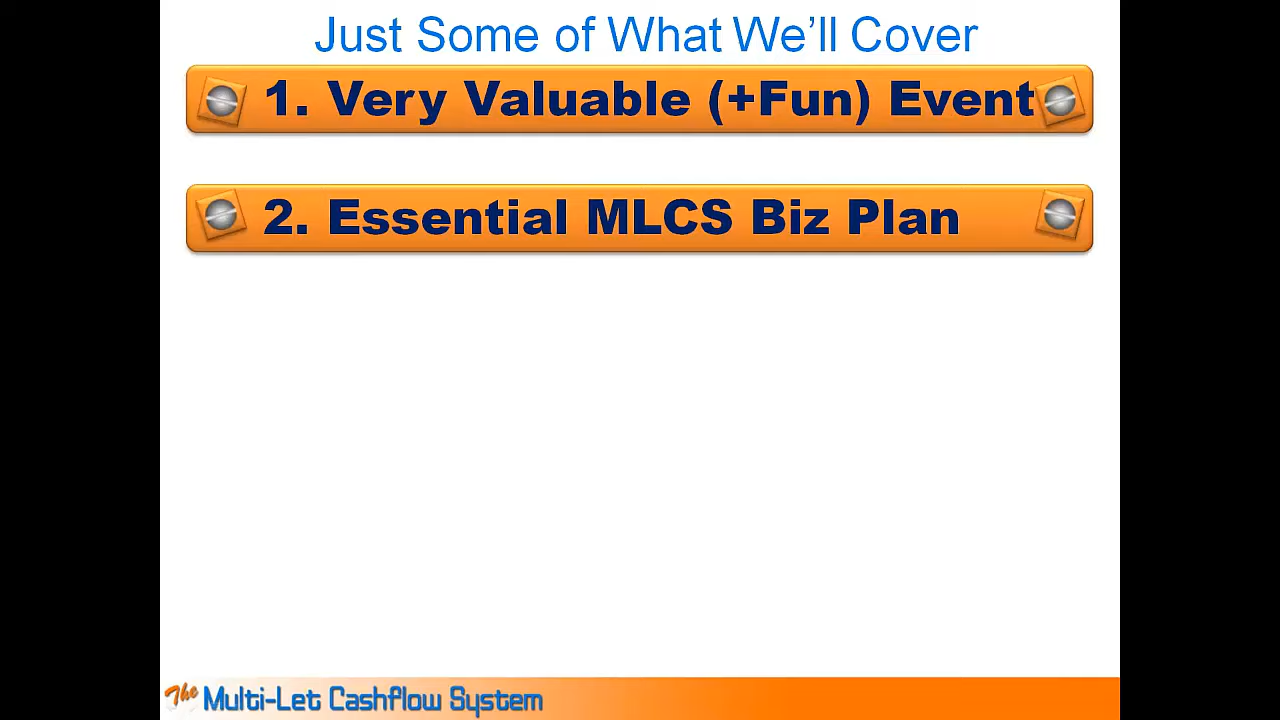 Just Some of What We’ll Cover
1. Very Valuable (+Fun) Event
2. Essential MLCS Biz Plan
The Multi-Let Cashflow System